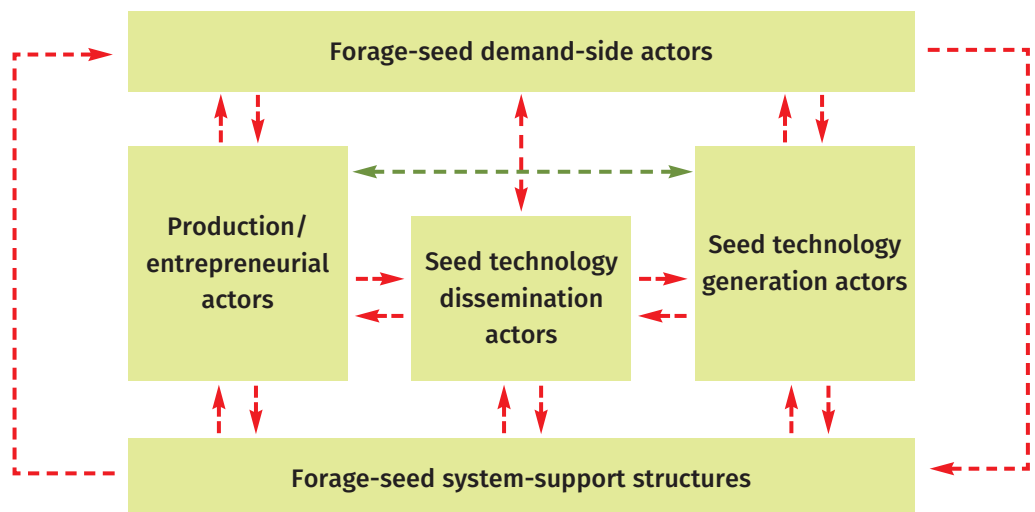 Forage-seed demand-side actors
Production/
entrepreneurial
actors
Seed technology
dissemination
actors
Seed technology
generation actors
Forage-seed system-support structures